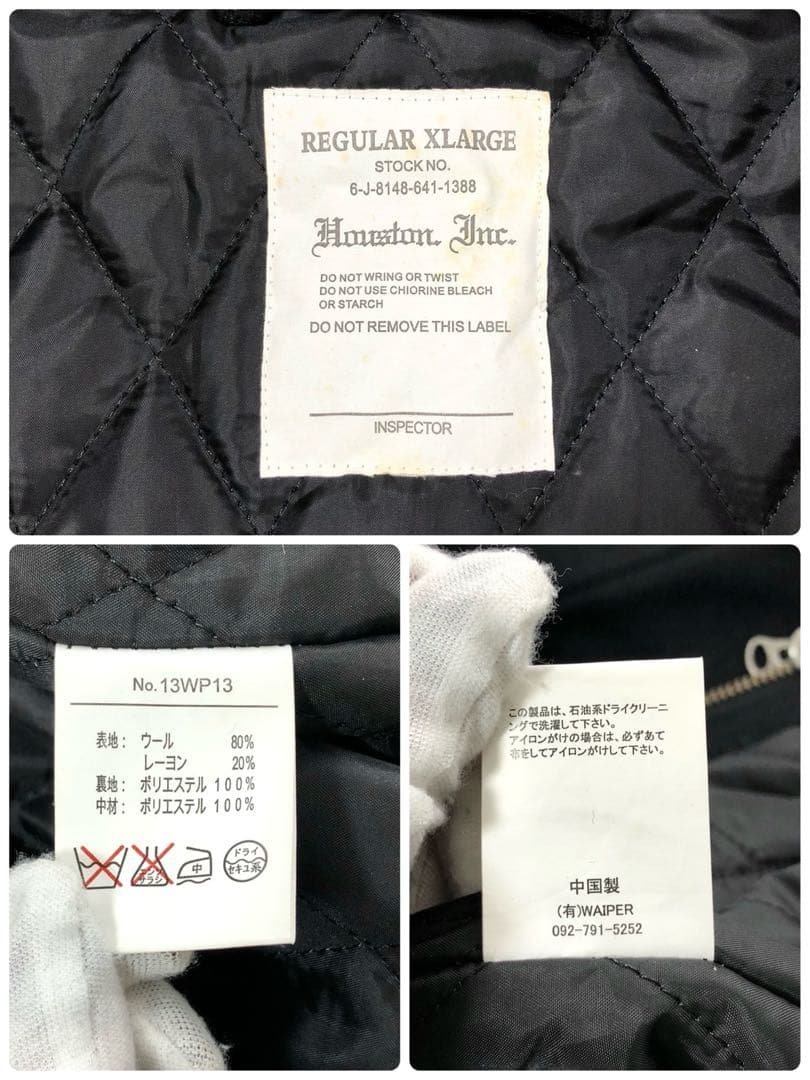 REGULAR XLARGE
STOCK NO.
6-J-8148-641-1388
Houston. Inc.
DO NOT WRING OR TWIST
DO NOT USE CHIORINE BLEACH
OR STARCH
DO NOT REMOVE THIS LABEL
INSPECTOR
No.13WP13
表地: ウール 80%
レーヨン 20%
裏地: ポリエステル 100%
中材: ポリエステル 100%
エンソ
サラシ
中
ドライ
セキユ系
この製品は、石油系ドライクリーニ
ングで洗濯して下さい。
アイロンがけの場合は、必ずあて
布をしてアイロンがけして下さい。
中国製
(有)WAIPER
092-791-5252